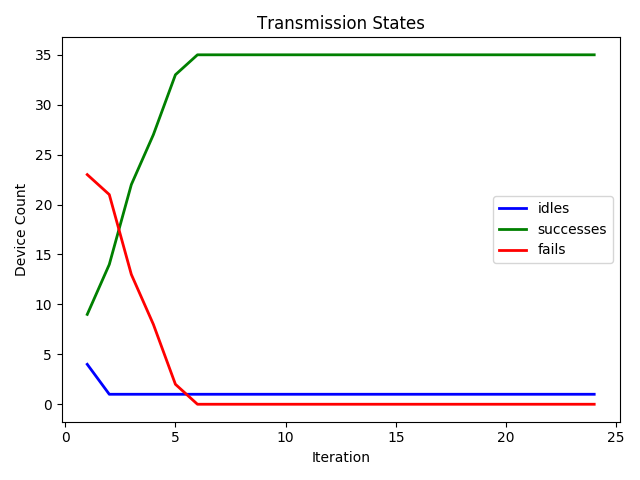 Transmission States
Device Count
35
30
25
20
15
10
5
0
idles
successes
fails
0 5 10 15 20 25
Iteration